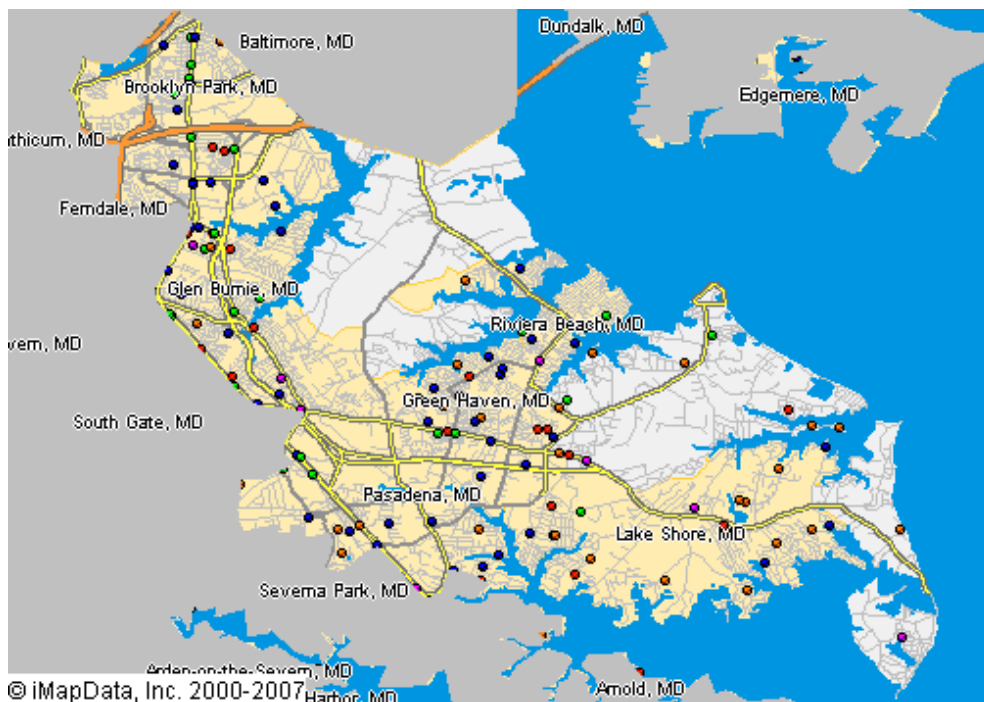 Dundalk, MD
Baltimore, MD
Brooklyn Park, MD
Edgemere, MD
thicum, MD
Ferndale, MD
Glen Burnie, MD
Riviera Beach, MD
vern, MD
Green Haven, MD
South Gate, MD
Pasadena, MD
Lake Shore, MD
Severna Park, MD
Arden-on-the-Severn, MD
Arnold, MD
© iMapData, Inc. 2000-2007
Harbor, MD